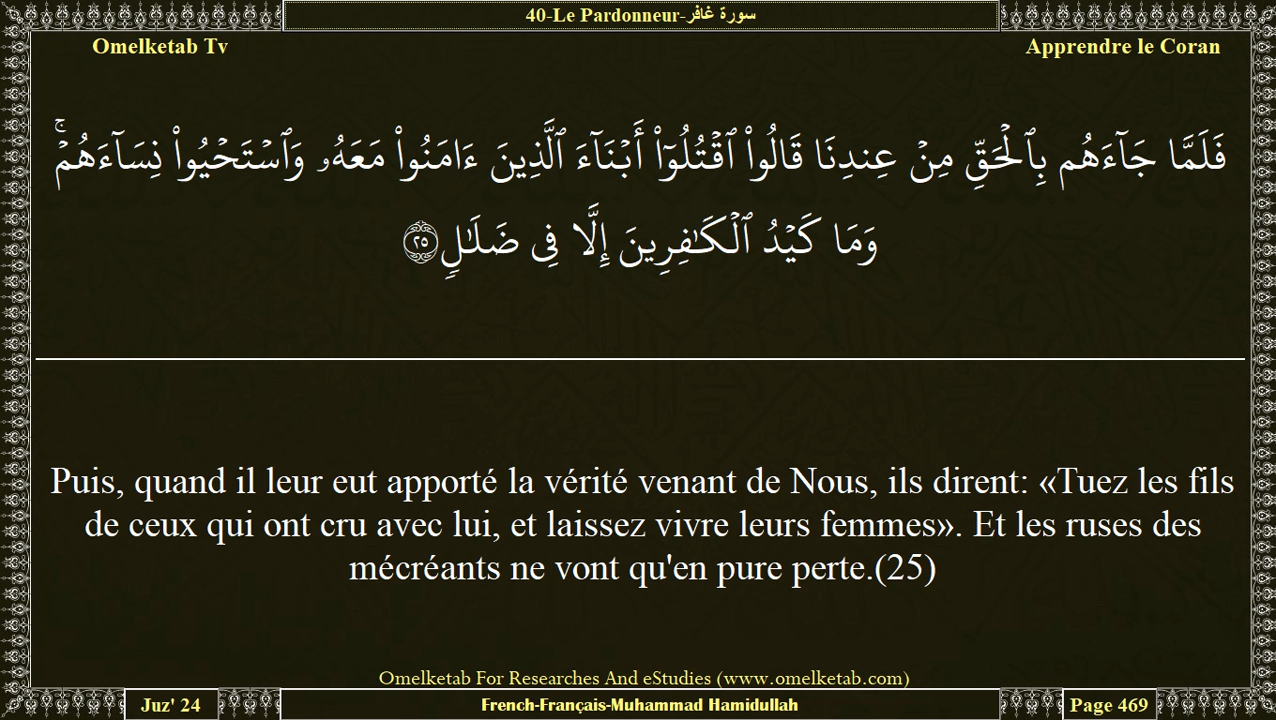 40-Le Pardonneur-سورة غافر
Omelketab Tv
Apprendre le Coran
فَلَمَّا جَآءَهُم بِٱلْحَقِّ مِنْ عِندِنَا قَالُوا۟ ٱقْتُلُوٓا۟ أَبْنَآءَ ٱلَّذِينَ ءَامَنُوا۟ مَعَهُۥ وَٱسْتَحْيُوا۟ نِسَآءَهُمْ ۚ
وَمَا كَيْدُ ٱلْكَـٰفِرِينَ إِلَّا فِى ضَلَـٰلٍۢ ٢٥
Puis, quand il leur eut apporté la vérité venant de Nous, ils dirent: «Tuez les fils
de ceux qui ont cru avec lui, et laissez vivre leurs femmes». Et les ruses des
mécréants ne vont qu'en pure perte.(25)
Omelketab For Researches And eStudies (www.omelketab.com)
Juz' 24
French-Français-Muhammad Hamidullah
Page 469